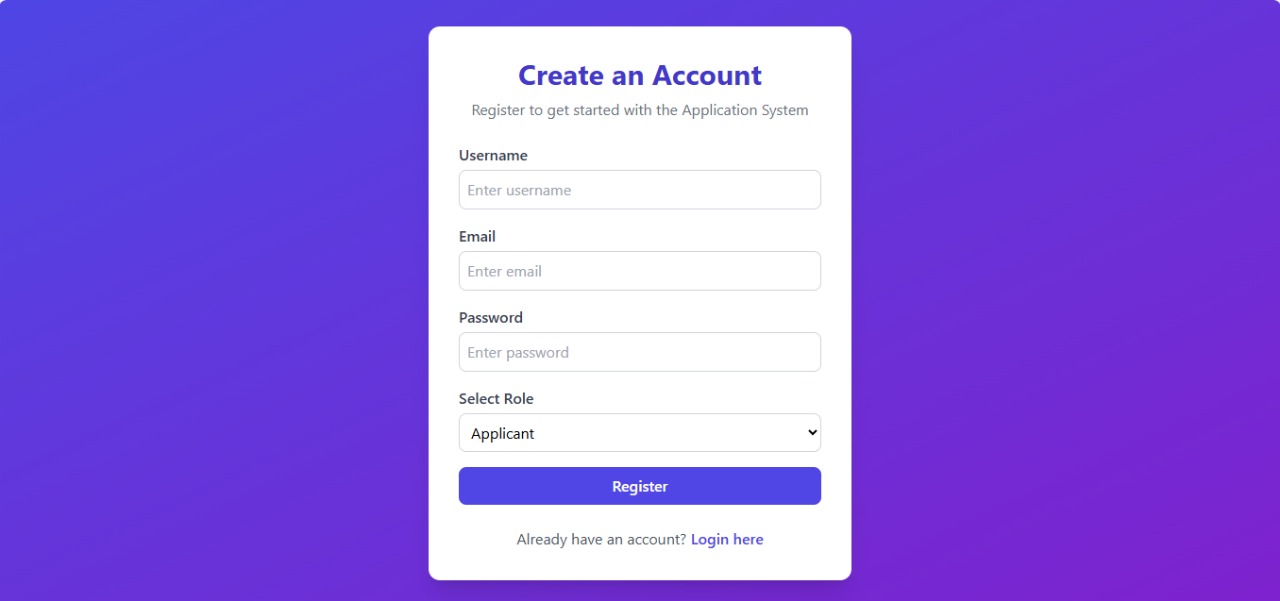 Create an Account
Register to get started with the Application System
Username
Enter username
Email
Enter email
Password
Enter password
Select Role
Applicant
Register
Already have an account? Login here